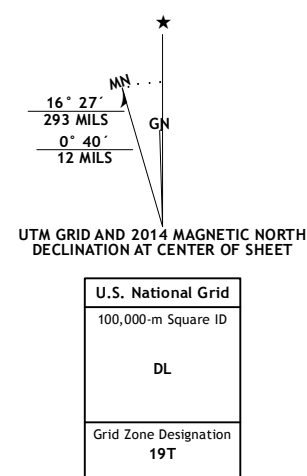 MN
16° 27´
293 MILS
GN
0° 40´
12 MILS
UTM GRID AND 2014 MAGNETIC NORTH
DECLINATION AT CENTER OF SHEET
U.S. National Grid
100,000-m Square ID
DL
Grid Zone Designation
19T